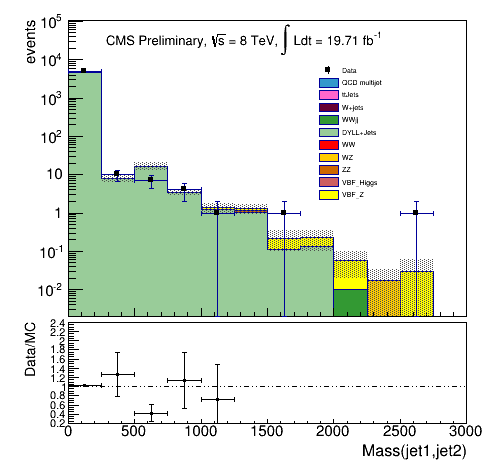 CMS Preliminary, √s = 8 TeV, ∫ Ldt = 19.71 fb⁻¹
events
10⁵
10⁴
10³
10²
10
1
10⁻¹
10⁻²
Data
QCD multijet
ttJets
W+jets
WWjj
DYLL+Jets
WW
WZ
ZZ
VBF_Higgs
VBF_Z
Data/MC
2.4
2.2
2
1.8
1.6
1.4
1.2
1
0.8
0.6
0.4
0.2
0 500 1000 1500 2000 2500 3000
Mass(jet1,jet2)